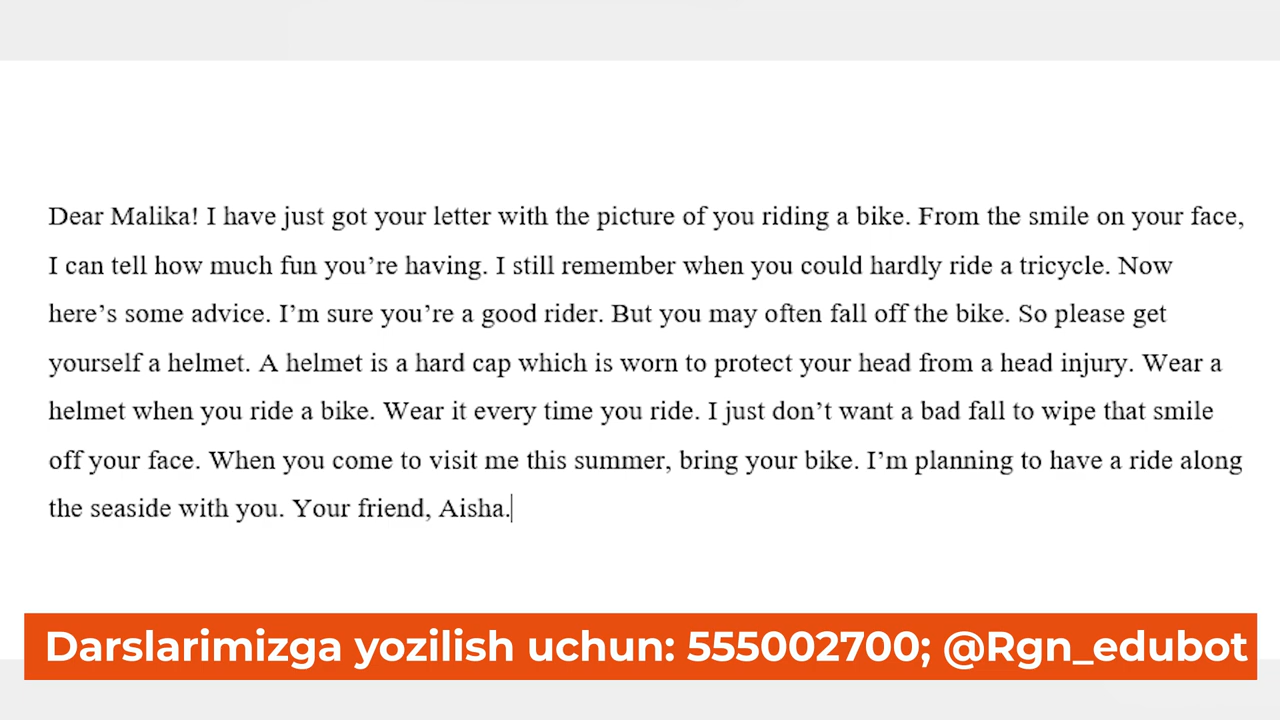 Dear Malika! I have just got your letter with the picture of you riding a bike. From the smile on your face,
I can tell how much fun you’re having. I still remember when you could hardly ride a tricycle. Now
here’s some advice. I’m sure you’re a good rider. But you may often fall off the bike. So please get
yourself a helmet. A helmet is a hard cap which is worn to protect your head from a head injury. Wear a
helmet when you ride a bike. Wear it every time you ride. I just don’t want a bad fall to wipe that smile
off your face. When you come to visit me this summer, bring your bike. I’m planning to have a ride along
the seaside with you. Your friend, Aisha.
Darslarimizga yozilish uchun: 555002700; @Rgn_edubot